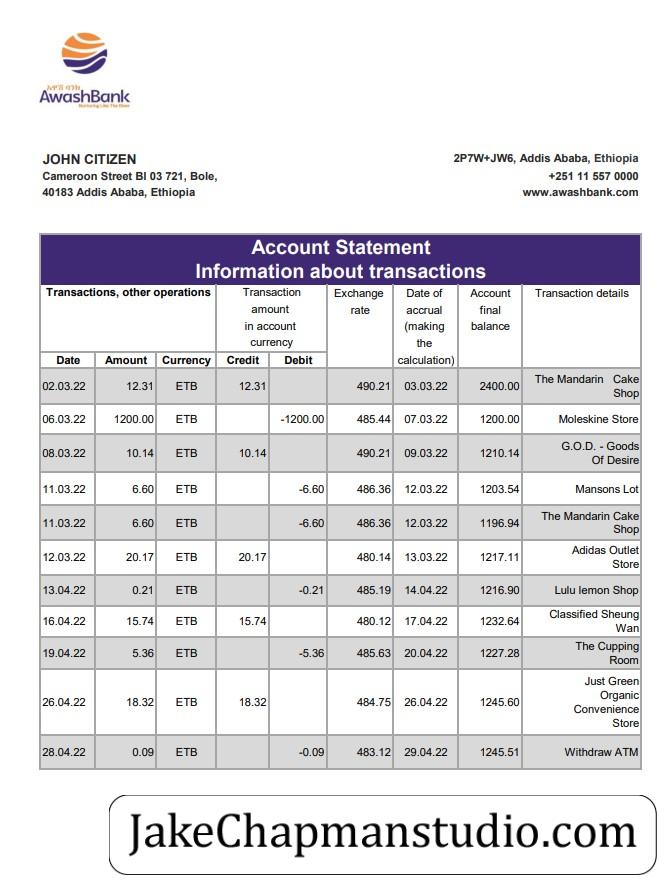 አዋሽ ባንክ
AwashBank
Nurturing Like The River
JOHN CITIZEN
Cameroon Street Bl 03 721, Bole,
40183 Addis Ababa, Ethiopia
2P7W+JW6, Addis Ababa, Ethiopia
+251 11 557 0000
www.awashbank.com
Account Statement
Information about transactions
Transactions, other operations
Transaction
amount
in account
currency
Exchange
rate
Date of
accrual
(making
the
calculation)
Account
final
balance
Transaction details
Date Amount Currency Credit Debit
02.03.22 12.31 ETB 12.31 490.21 03.03.22 2400.00 The Mandarin Cake
Shop
06.03.22 1200.00 ETB -1200.00 485.44 07.03.22 1200.00 Moleskine Store
08.03.22 10.14 ETB 10.14 490.21 09.03.22 1210.14 G.O.D. - Goods
Of Desire
11.03.22 6.60 ETB -6.60 486.36 12.03.22 1203.54 Mansons Lot
11.03.22 6.60 ETB -6.60 486.36 12.03.22 1196.94 The Mandarin Cake
Shop
12.03.22 20.17 ETB 20.17 480.14 13.03.22 1217.11 Adidas Outlet
Store
13.04.22 0.21 ETB -0.21 485.19 14.04.22 1216.90 Lulu lemon Shop
16.04.22 15.74 ETB 15.74 480.12 17.04.22 1232.64 Classified Sheung
Wan
19.04.22 5.36 ETB -5.36 485.63 20.04.22 1227.28 The Cupping
Room
26.04.22 18.32 ETB 18.32 484.75 26.04.22 1245.60 Just Green
Organic
Convenience
Store
28.04.22 0.09 ETB -0.09 483.12 29.04.22 1245.51 Withdraw ATM
JakeChapmanstudio.com